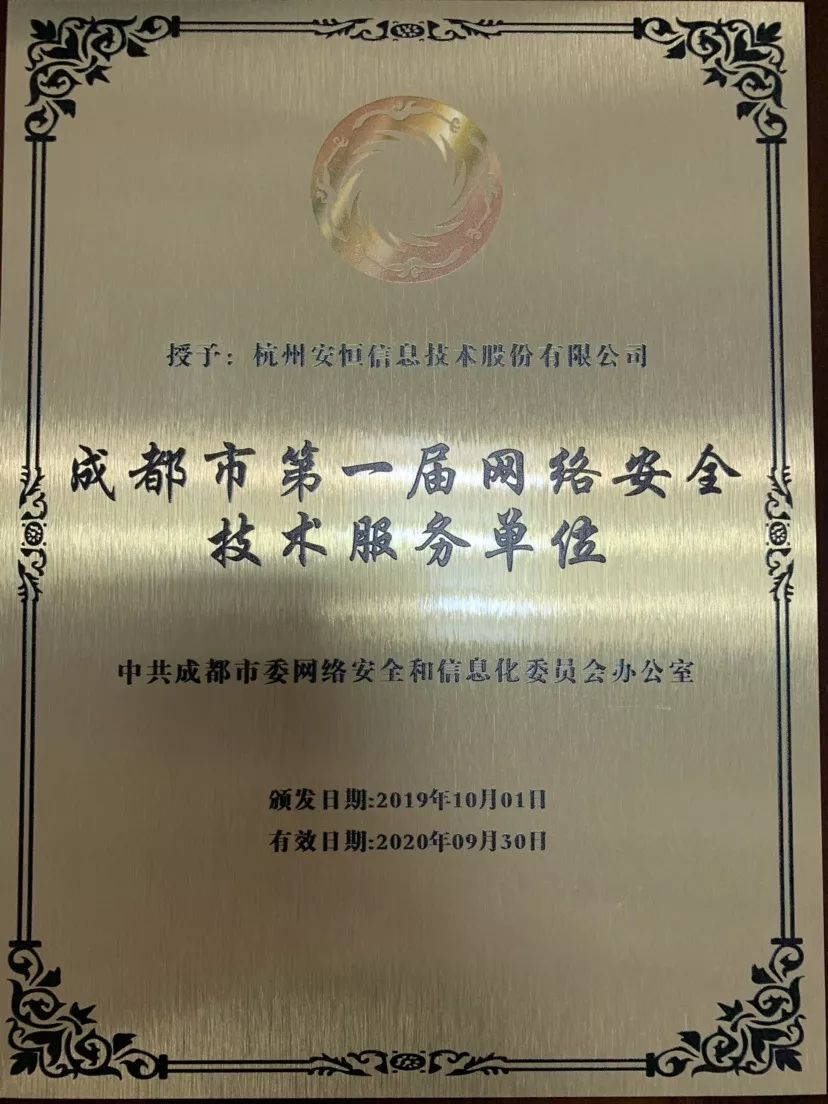 授予：杭州安恒信息技术股份有限公司
成都市第一届网络安全
技术服务单位
中共成都市委网络安全和信息化委员会办公室
颁发日期:2019年10月01日
有效日期:2020年09月30日